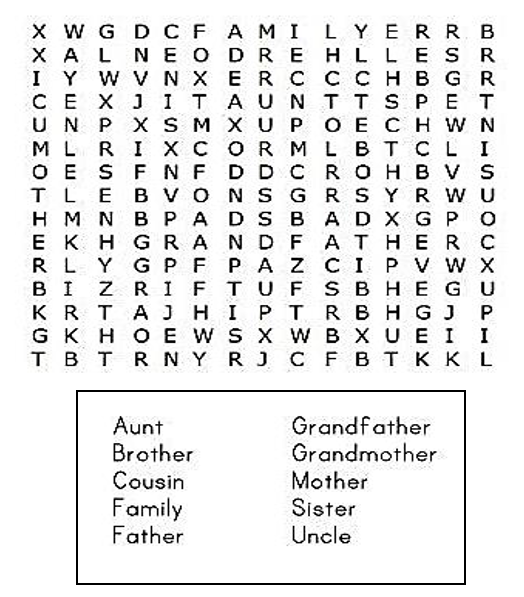 X W G D C F A M I L Y E R R B
X A L N E O D R E H L L E S R
I Y W V N X E R C C C H B G R
C E X J I T A U N T T S P E T
U N P X S M X U P O E C H W N
M L R I X C O R M L B T C L I
O E S F N F D D C R O H B V S
T L E B V O N S G R S Y R W U
H M N B P A D S B A D X G P O
E K H G R A N D F A T H E R C
R L Y G P F P A Z C I P V W X
B I Z R I F T U F S B H E G U
K R T A J H I P T R B H G J P
G K H O E W S X W B X U E I I
T B T R N Y R J C F B T K K L
Aunt Grandfather
Brother Grandmother
Cousin Mother
Family Sister
Father Uncle